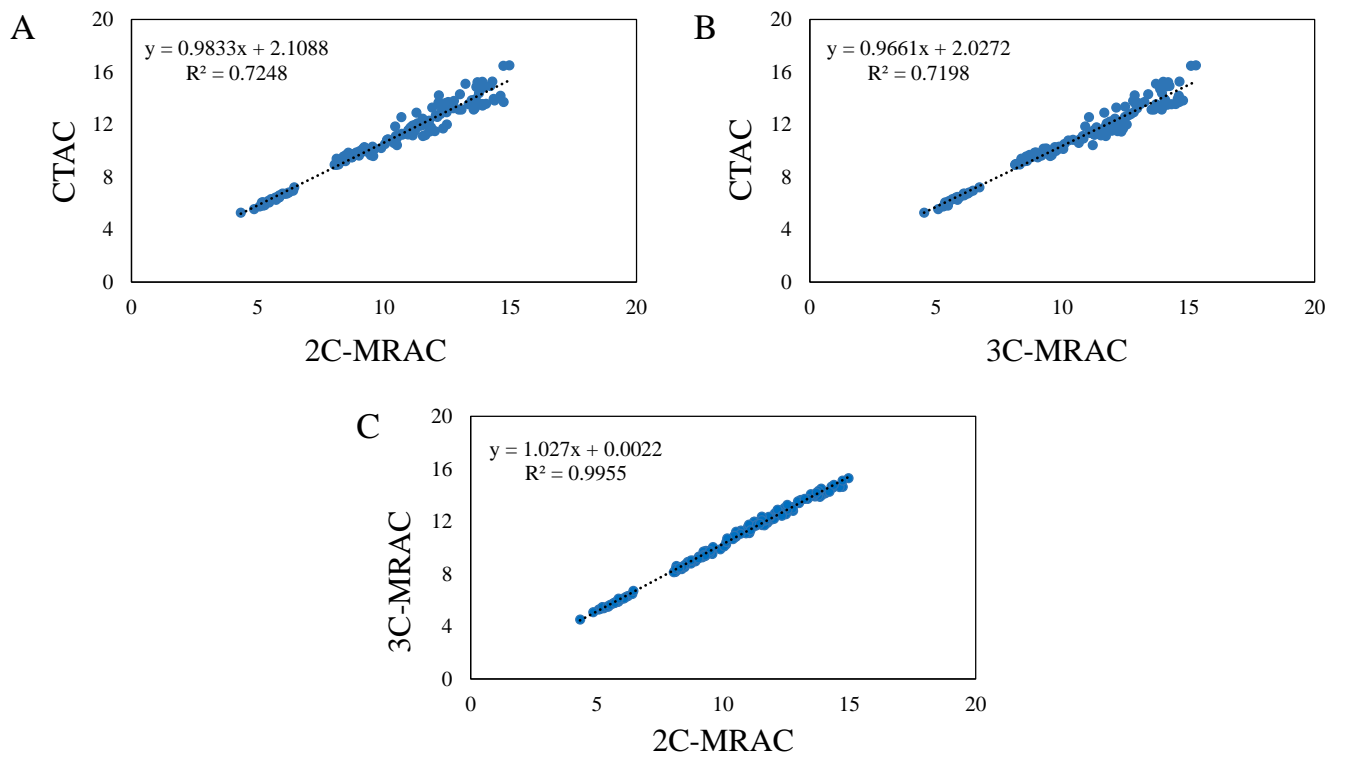 A
y = 0.9833x + 2.1088
R² = 0.7248
20
16
12
8
4
0
0 5 10 15 20
CTAC
2C-MRAC
B
y = 0.9661x + 2.0272
R² = 0.7198
20
16
12
8
4
0
0 5 10 15 20
CTAC
3C-MRAC
C
y = 1.027x + 0.0022
R² = 0.9955
20
16
12
8
4
0
0 5 10 15 20
3C-MRAC
2C-MRAC